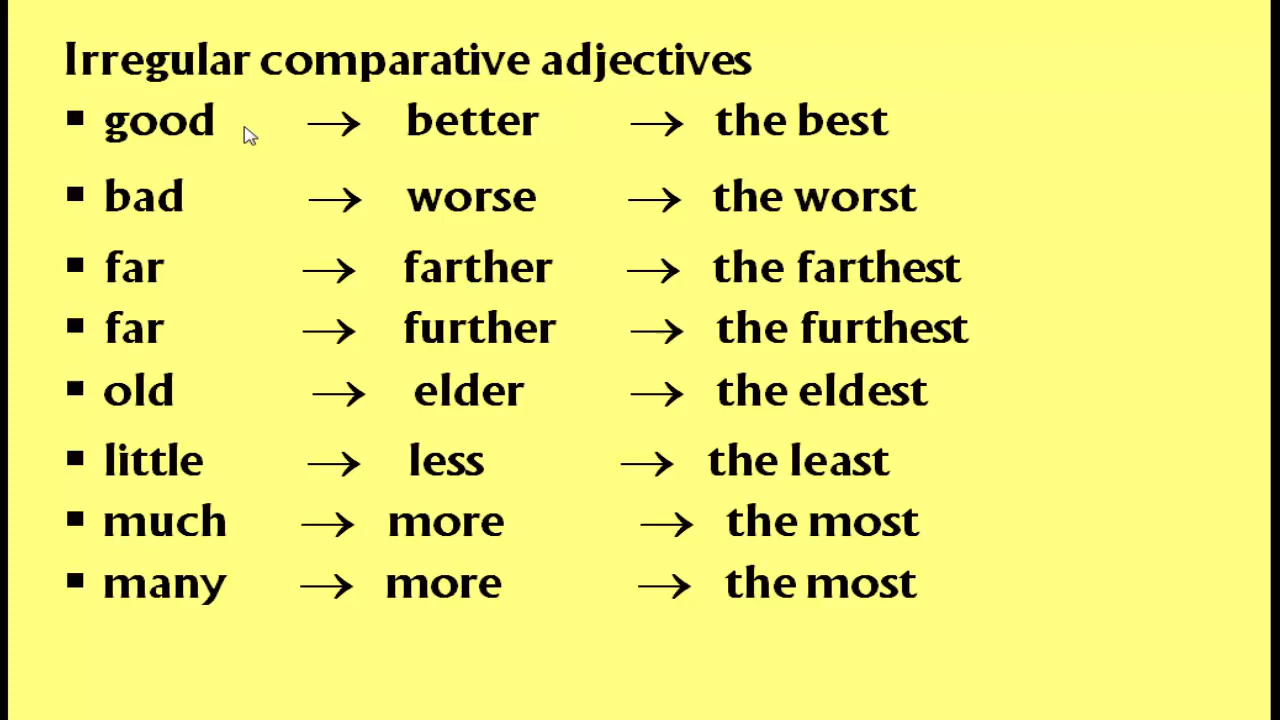 Irregular comparative adjectives
▪ good → better → the best
▪ bad → worse → the worst
▪ far → farther → the farthest
▪ far → further → the furthest
▪ old → elder → the eldest
▪ little → less → the least
▪ much → more → the most
▪ many → more → the most